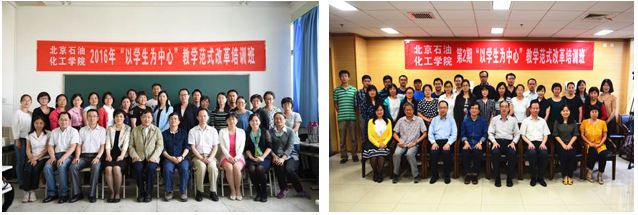 北京石油
化工学院 2016年“以学生为中心”教学范式改革培训班
北京石油
化工学院 第2期“以学生为中心”教学范式改革培训班